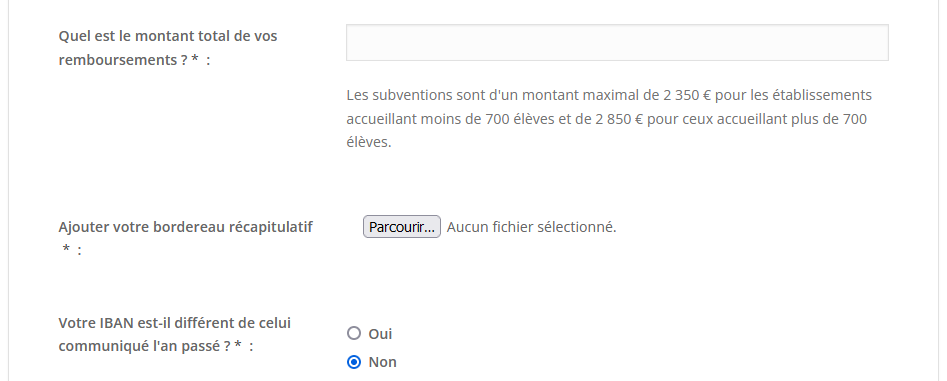 Quel est le montant total de vos
remboursements ? * :
Les subventions sont d'un montant maximal de 2 350 € pour les établissements
accueillant moins de 700 élèves et de 2 850 € pour ceux accueillant plus de 700
élèves.
Ajouter votre bordereau récapitulatif
* :
Parcourir... Aucun fichier sélectionné.
Votre IBAN est-il différent de celui
communiqué l'an passé ? * :
Oui
Non